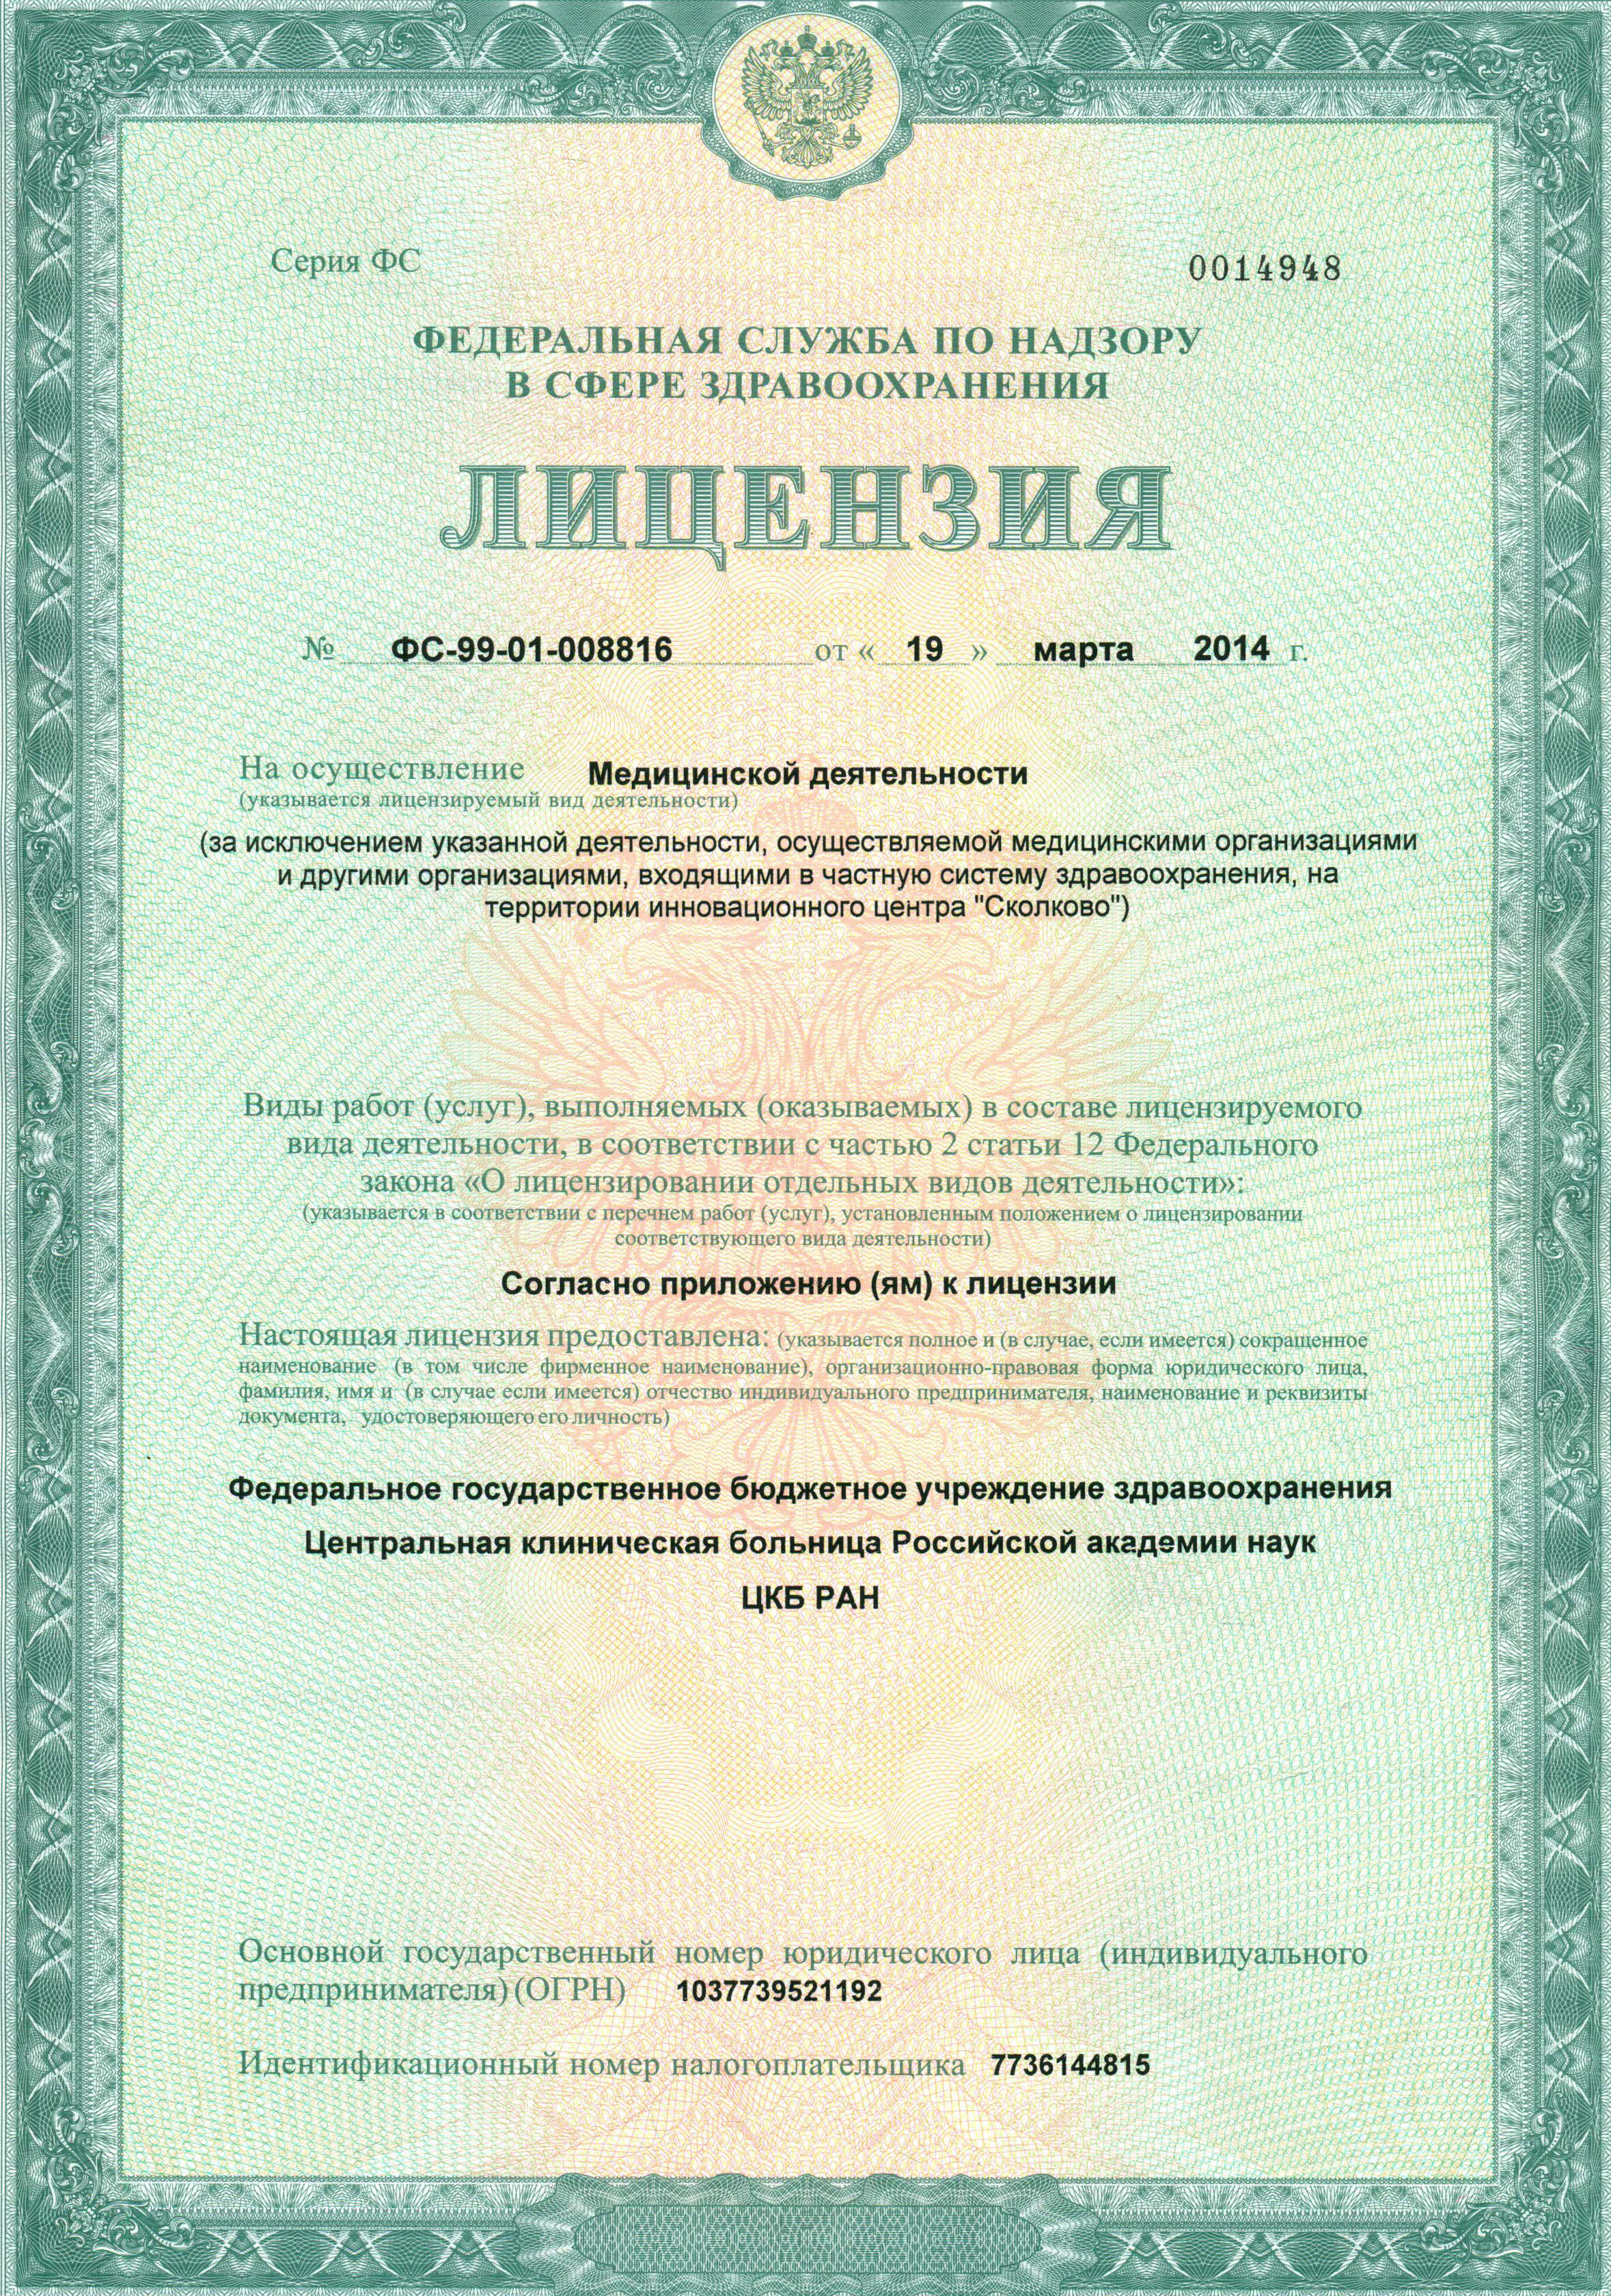 Серия ФС
0014948
ФЕДЕРАЛЬНАЯ СЛУЖБА ПО НАДЗОРУ
В СФЕРЕ ЗДРАВООХРАНЕНИЯ
ЛИЦЕНЗИЯ
№ ФС-99-01-008816 от « 19 » марта 2014 г.
На осуществление Медицинской деятельности
(указывается лицензируемый вид деятельности)
(за исключением указанной деятельности, осуществляемой медицинскими организациями
и другими организациями, входящими в частную систему здравоохранения, на
территории инновационного центра "Сколково")
Виды работ (услуг), выполняемых (оказываемых) в составе лицензируемого
вида деятельности, в соответствии с частью 2 статьи 12 Федерального
закона «О лицензировании отдельных видов деятельности»:
(указывается в соответствии с перечнем работ (услуг), установленным положением о лицензировании
соответствующего вида деятельности)
Согласно приложению (ям) к лицензии
Настоящая лицензия предоставлена: (указывается полное и (в случае, если имеется) сокращенное
наименование (в том числе фирменное наименование), организационно-правовая форма юридического лица,
фамилия, имя и (в случае если имеется) отчество индивидуального предпринимателя, наименование и реквизиты
документа, удостоверяющего его личность)
Федеральное государственное бюджетное учреждение здравоохранения
Центральная клиническая больница Российской академии наук
ЦКБ РАН
Основной государственный номер юридического лица (индивидуального
предпринимателя) (ОГРН) 1037739521192
Идентификационный номер налогоплательщика 7736144815